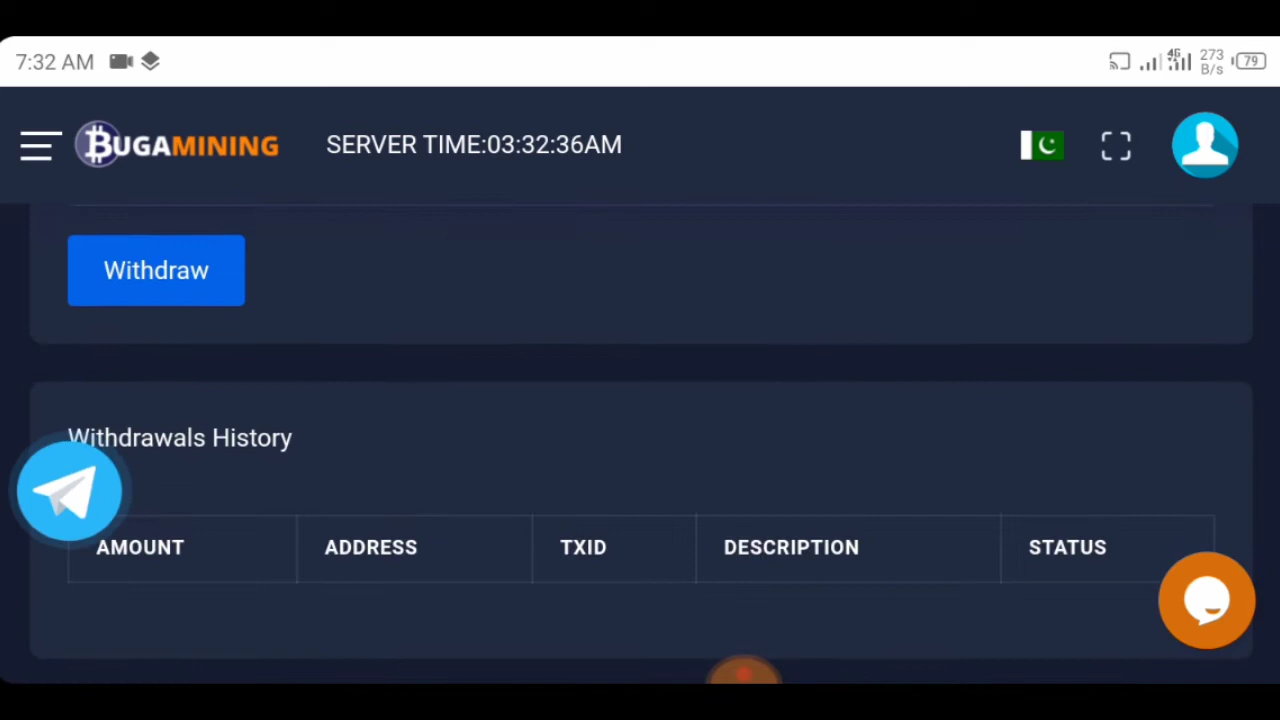 7:32 AM 4G 273 B/s 79
BUGAMINING SERVER TIME:03:32:36AM
Withdraw
Withdrawals History
AMOUNT ADDRESS TXID DESCRIPTION STATUS